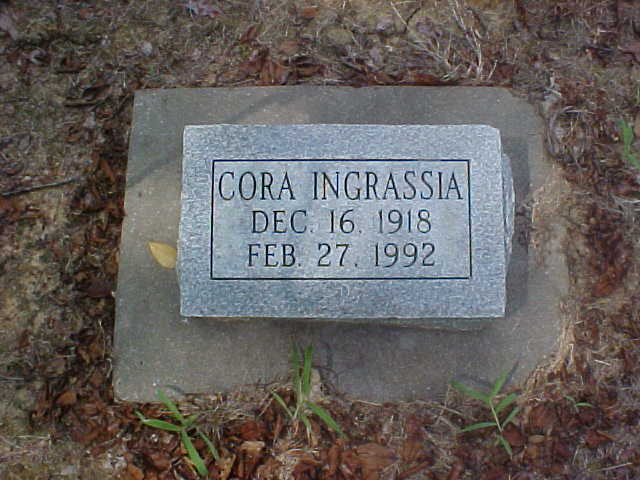 CORA INGRASSIA
DEC. 16. 1918
FEB. 27. 1992